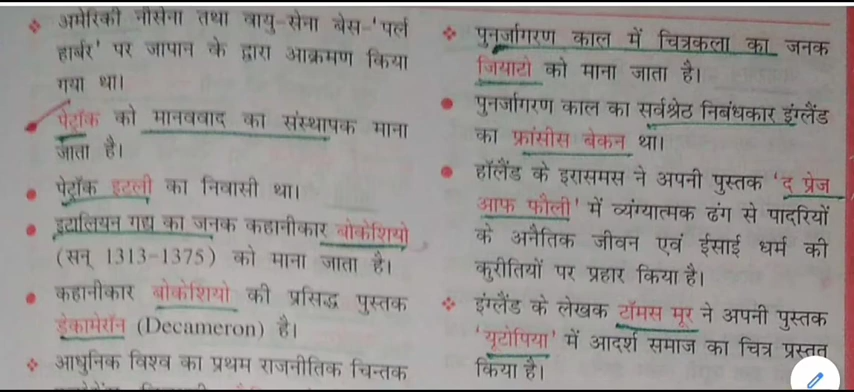 अमेरिकी नौसेना तथा वायु-सेना बेस-'पर्ल
हार्बर' पर जापान के द्वारा आक्रमण किया
गया था।
पेट्रॉक को मानववाद का संस्थापक माना
जाता है।
पेट्रॉक इटली का निवासी था।
इटालियन गद्य का जनक कहानीकार बोकेशियो
(सन् 1313-1375) को माना जाता है।
कहानीकार बोकेशियो की प्रसिद्ध पुस्तक
डेकामेरॉन (Decameron) है।
आधुनिक विश्व का प्रथम राजनीतिक चिन्तक
पुनर्जागरण काल में चित्रकला का जनक
जियाटो को माना जाता है।
पुनर्जागरण काल का सर्वश्रेष्ठ निबंधकार इंग्लैंड
का फ्रांसीस बेकन था।
हॉलैंड के इरासमस ने अपनी पुस्तक 'द प्रेज
आफ फौली' में व्यंग्यात्मक ढंग से पादरियों
के अनैतिक जीवन एवं ईसाई धर्म की
कुरीतियों पर प्रहार किया है।
इंग्लैंड के लेखक टॉमस मूर ने अपनी पुस्तक
'यूटोपिया' में आदर्श समाज का चित्र प्रस्तुत
किया है।